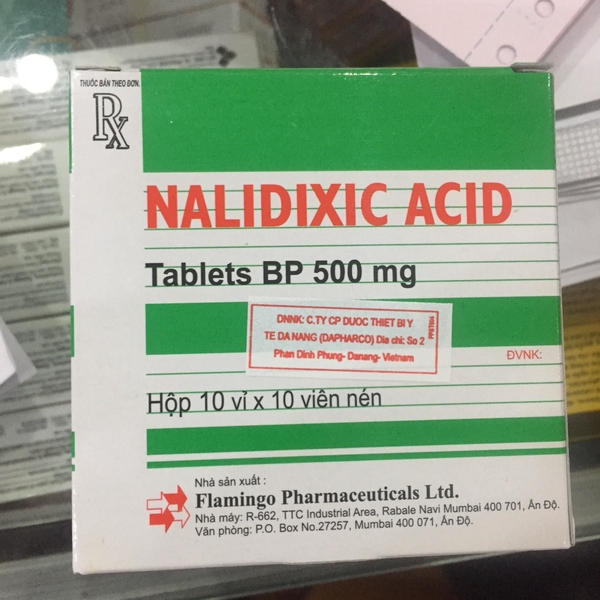 THUỐC BÁN THEO ĐƠN.
Rx
NALIDIXIC ACID
Tablets BP 500 mg
DNNK: C.TY CP DUOC THIET BI Y
TE DA NANG (DAPHARCO) Dia chi: So 2
Phan Dinh Phung- Danang- Vietnam
ĐVNK:
Hộp 10 vỉ x 10 viên nén
Nhà sản xuất :
Flamingo Pharmaceuticals Ltd.
Nhà máy: R-662, TTC Industrial Area, Rabale Navi Mumbai 400 701, Ấn Độ.
Văn phòng: P.O. Box No.27257, Mumbai 400 071, Ấn Độ.